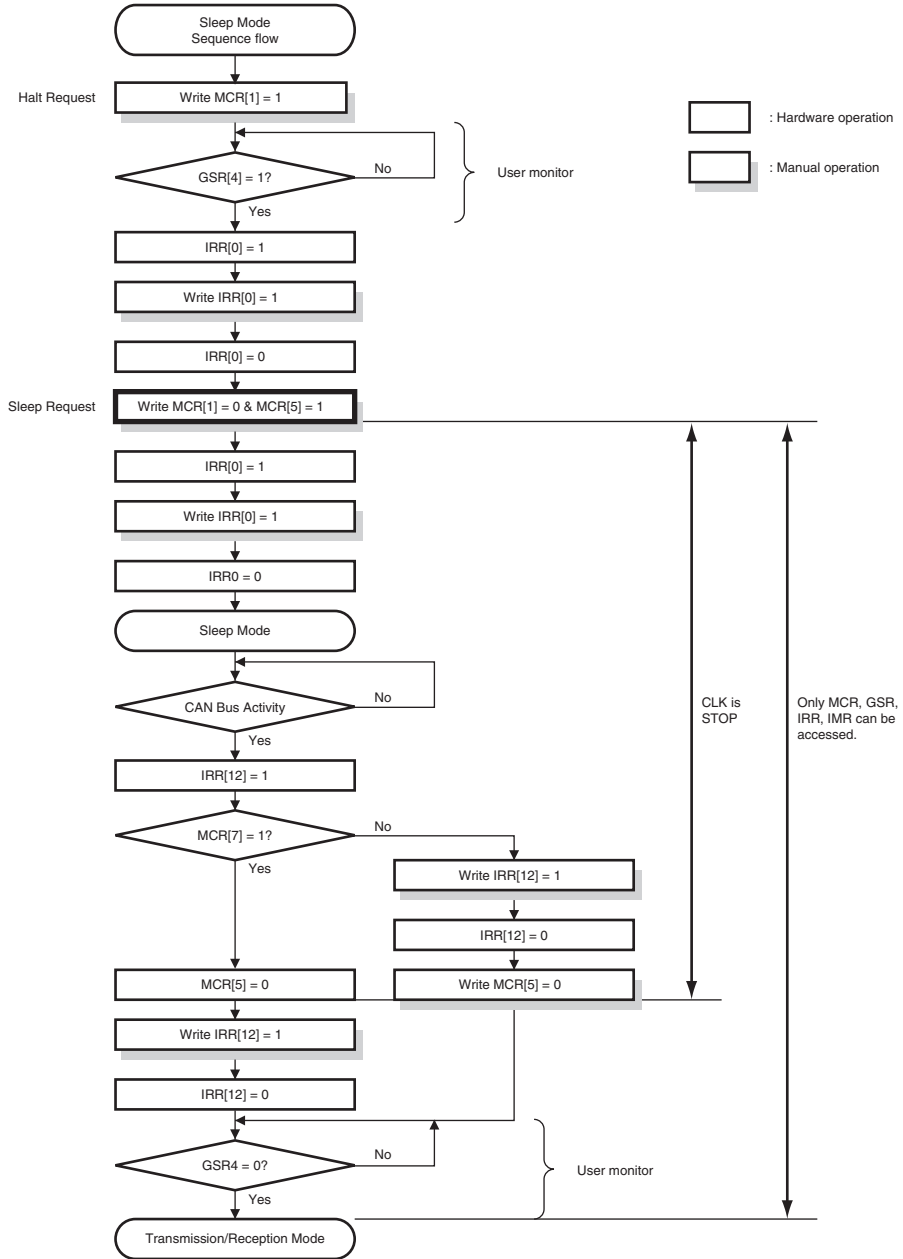 Sleep Mode
Sequence flow
Halt Request
Write MCR[1] = 1
: Hardware operation
: Manual operation
GSR[4] = 1?
No
User monitor
Yes
IRR[0] = 1
Write IRR[0] = 1
IRR[0] = 0
Sleep Request
Write MCR[1] = 0 & MCR[5] = 1
IRR[0] = 1
Write IRR[0] = 1
IRR0 = 0
Sleep Mode
CAN Bus Activity
No
Yes
CLK is
STOP
Only MCR, GSR,
IRR, IMR can be
accessed.
IRR[12] = 1
MCR[7] = 1?
No
Yes
Write IRR[12] = 1
IRR[12] = 0
MCR[5] = 0
Write MCR[5] = 0
Write IRR[12] = 1
IRR[12] = 0
GSR4 = 0?
No
User monitor
Yes
Transmission/Reception Mode